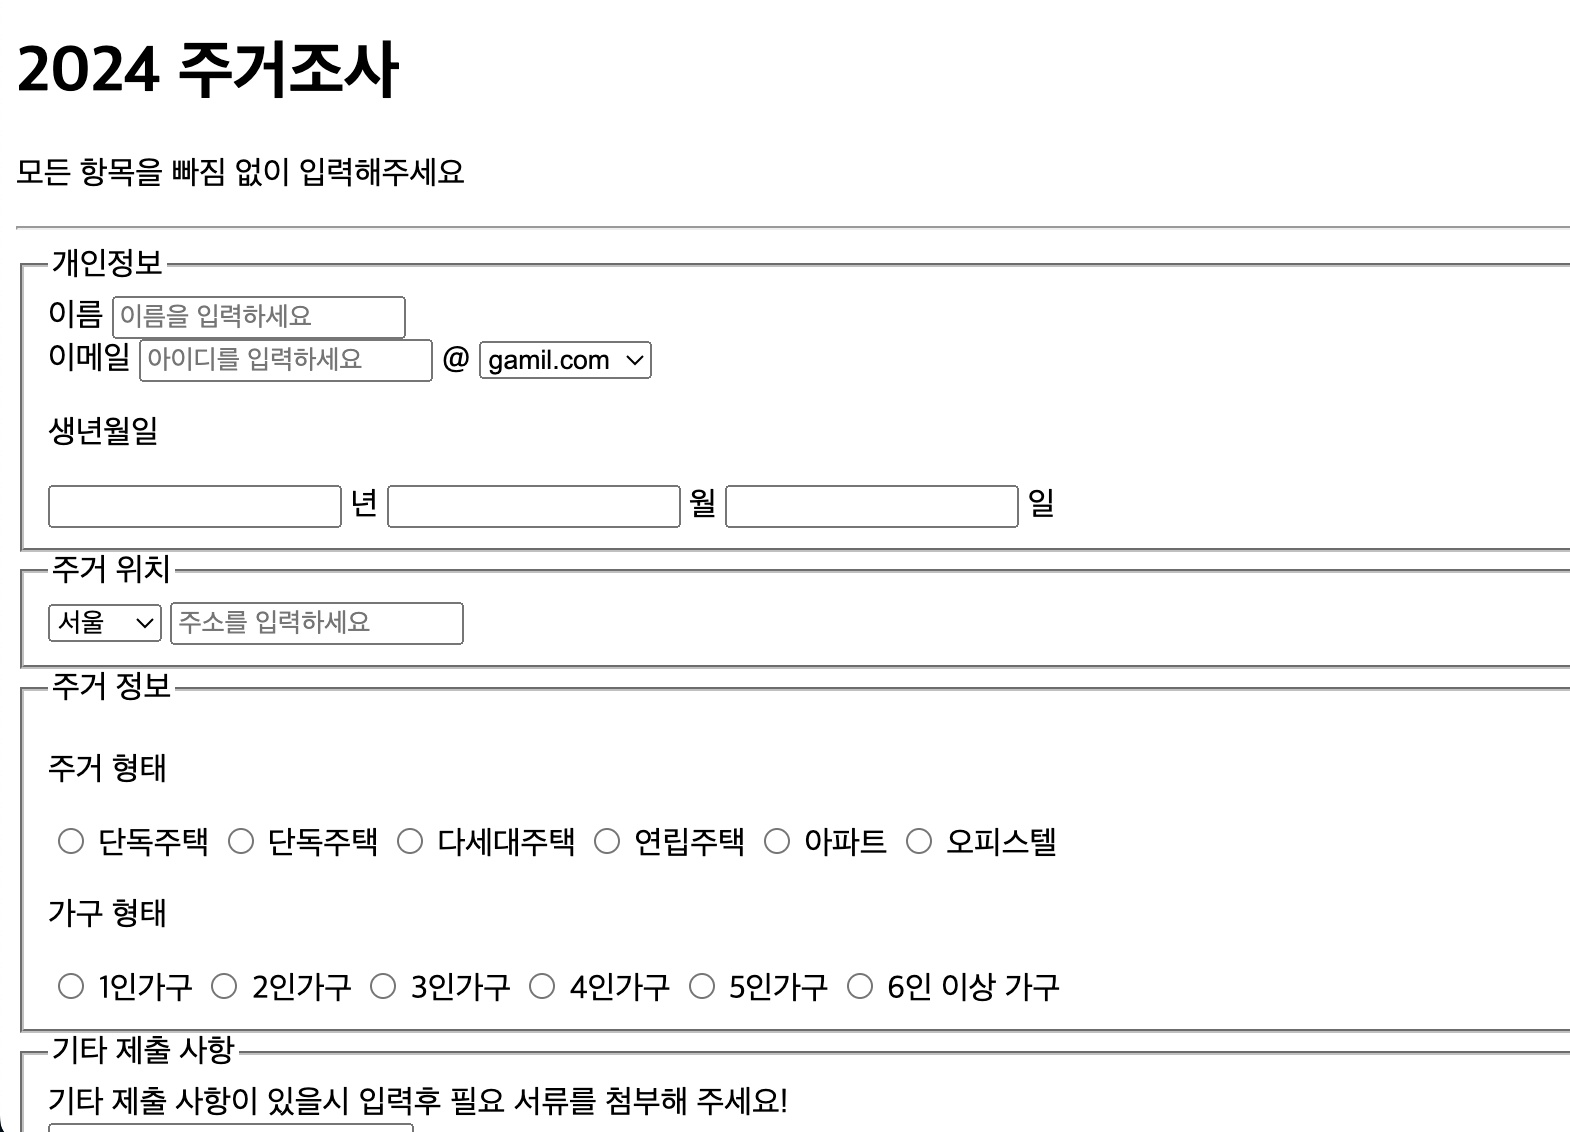 2024 주거조사
모든 항목을 빠짐 없이 입력해주세요
개인정보
이름 이름을 입력하세요
이메일 아이디를 입력하세요 @ gamil.com
생년월일
년 월 일
주거 위치
서울 주소를 입력하세요
주거 정보
주거 형태
단독주택 단독주택 다세대주택 연립주택 아파트 오피스텔
가구 형태
1인가구 2인가구 3인가구 4인가구 5인가구 6인 이상 가구
기타 제출 사항
기타 제출 사항이 있을시 입력후 필요 서류를 첨부해 주세요!